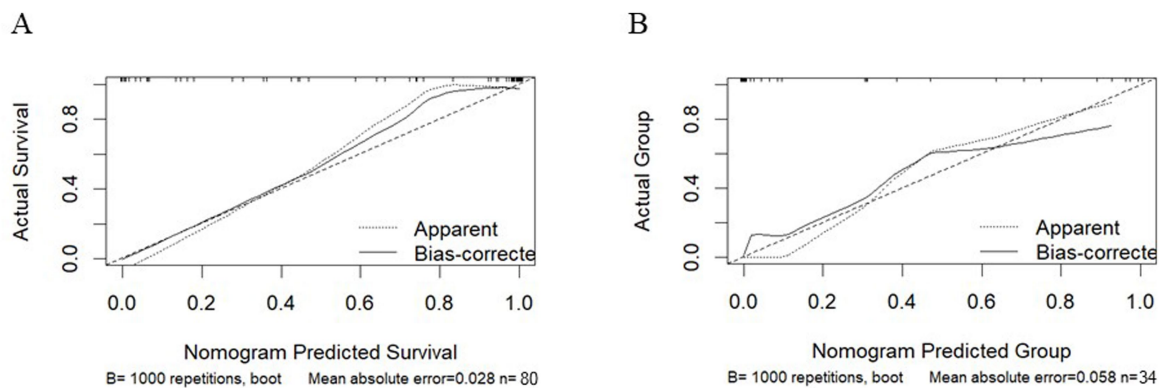 A
Actual Survival
0.0 0.4 0.8
Apparent
Bias-correcte
0.0 0.2 0.4 0.6 0.8 1.0
Nomogram Predicted Survival
B= 1000 repetitions, boot Mean absolute error=0.028 n= 80
B
Actual Group
0.0 0.4 0.8
Apparent
Bias-correcte
0.0 0.2 0.4 0.6 0.8 1.0
Nomogram Predicted Group
B= 1000 repetitions, boot Mean absolute error=0.058 n=34